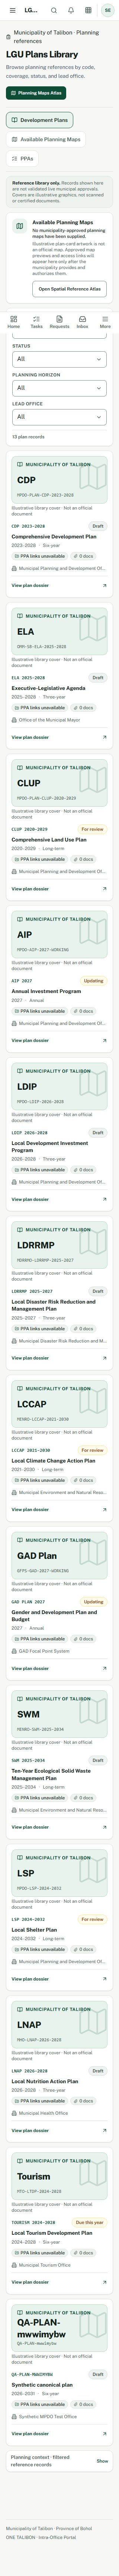 LG...
SE
Municipality of Talibon · Planning
references
LGU Plans Library
Browse planning references by code,
coverage, status, and lead office.
Planning Maps Atlas
Development Plans
Available Planning Maps
PPAs
Reference library only. Records shown here
are not validated live municipal approvals.
Covers are illustrative graphics, not scanned
or certified documents.
Available Planning Maps
No municipality-approved planning
maps have been supplied.
Illustrative plan-card artwork is not
an official map. Approved map
previews and access links will
appear here only after the
municipality provides and
authorizes them.
Open Spatial Reference Atlas
Home
Tasks
Requests
Inbox
More
STATUS
All
PLANNING HORIZON
All
LEAD OFFICE
All
13 plan records
MUNICIPALITY OF TALIBON
CDP
MPDO-PLAN-CDP-2023-2028
Illustrative library cover · Not an official
document
CDP 2023-2028
Draft
Comprehensive Development Plan
2023–2028 · Six-year
PPA links unavailable
0 docs
Municipal Planning and Development Of...
View plan dossier
MUNICIPALITY OF TALIBON
ELA
Illustrative library cover · Not an official
document
ELA 2025-2028
Draft
Executive-Legislative Agenda
2025–2028 · Three-year
PPA links unavailable
0 docs
Office of the Municipal Mayor
View plan dossier
MUNICIPALITY OF TALIBON
CLUP
MPDO-PLAN-CLUP-2020-2029
Illustrative library cover · Not an official
document
CLUP 2020-2029
For review
Comprehensive Land Use Plan
2020–2029 · Long-term
PPA links unavailable
0 docs
Municipal Planning and Development Of...
View plan dossier
MUNICIPALITY OF TALIBON
AIP
MPDO-AIP-2027-WORKING
Illustrative library cover · Not an official
document
AIP 2027
Updating
Annual Investment Program
2027 · Annual
PPA links unavailable
0 docs
Municipal Planning and Development Of...
View plan dossier
MUNICIPALITY OF TALIBON
LDIP
MPDO-LDIP-2026-2028
Illustrative library cover · Not an official
document
LDIP 2026-2028
Draft
Local Development Investment
Program
2026–2028 · Three-year
PPA links unavailable
0 docs
Municipal Planning and Development Of...
View plan dossier
MUNICIPALITY OF TALIBON
LDRRMP
MDRRMO-LDRRMP-2025-2027
Illustrative library cover · Not an official
document
LDRRMP 2025-2027
Draft
Local Disaster Risk Reduction and
Management Plan
2025–2027 · Three-year
PPA links unavailable
0 docs
Municipal Disaster Risk Reduction and M...
View plan dossier
MUNICIPALITY OF TALIBON
LCCAP
MENRO-LCCAP-2021-2030
Illustrative library cover · Not an official
document
LCCAP 2021-2030
For review
Local Climate Change Action Plan
2021–2030 · Long-term
PPA links unavailable
0 docs
Municipal Environment and Natural Resou...
View plan dossier
MUNICIPALITY OF TALIBON
GAD Plan
GFPS-GAD-2027-WORKING
Illustrative library cover · Not an official
document
GAD PLAN 2027
Updating
Gender and Development Plan and
Budget
2027 · Annual
PPA links unavailable
0 docs
GAD Focal Point System
View plan dossier
MUNICIPALITY OF TALIBON
SWM
MENRO-SWM-2025-2034
Illustrative library cover · Not an official
document
SWM 2025-2034
Draft
Ten-Year Ecological Solid Waste
Management Plan
2025–2034 · Long-term
PPA links unavailable
0 docs
Municipal Environment and Natural Resou...
View plan dossier
MUNICIPALITY OF TALIBON
LSP
MPDO-LSP-2024-2032
Illustrative library cover · Not an official
document
LSP 2024-2032
For review
Local Shelter Plan
2024–2032 · Long-term
PPA links unavailable
0 docs
Municipal Planning and Development Of...
View plan dossier
MUNICIPALITY OF TALIBON
LNAP
MHO-LNAP-2026-2028
Illustrative library cover · Not an official
document
LNAP 2026-2028
Draft
Local Nutrition Action Plan
2026–2028 · Three-year
PPA links unavailable
0 docs
Municipal Health Office
View plan dossier
MUNICIPALITY OF TALIBON
Tourism
MTO-LTDP-2024-2028
Illustrative library cover · Not an official
document
TOURISM 2024-2028
Due this year
Local Tourism Development Plan
2024–2028 · Six-year
PPA links unavailable
0 docs
Municipal Tourism Office
View plan dossier
MUNICIPALITY OF TALIBON
QA-PLAN-
mwwimybw
QA-PLAN-mwwimybw
Illustrative library cover · Not an official
document
QA-PLAN-MWWIMYBW
Draft
Synthetic canonical plan
2026–2031 · Six-year
PPA links unavailable
0 docs
Synthetic MPDO Test Office
View plan dossier
Planning context · filtered
reference records
Show
Municipality of Talibon · Province of Bohol
ONE TALIBON · Intra-Office Portal